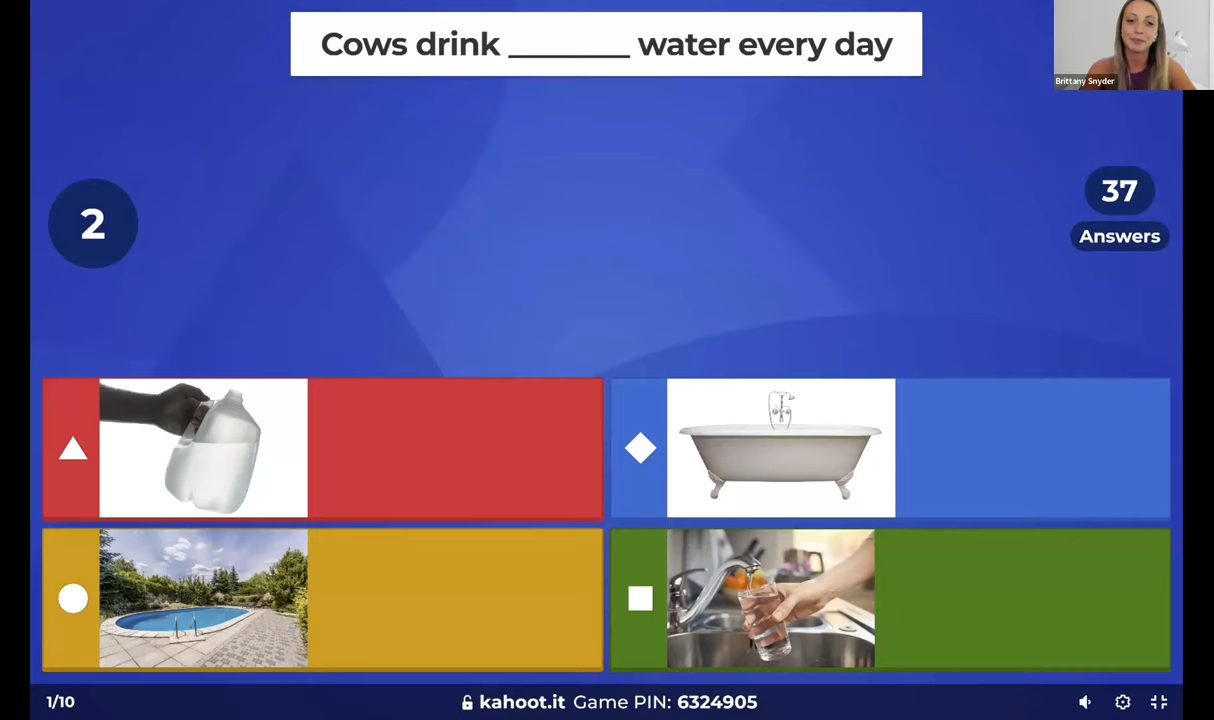 Cows drink ________ water every day
Brittany Snyder
2
37
Answers
1/10
kahoot.it Game PIN: 6324905